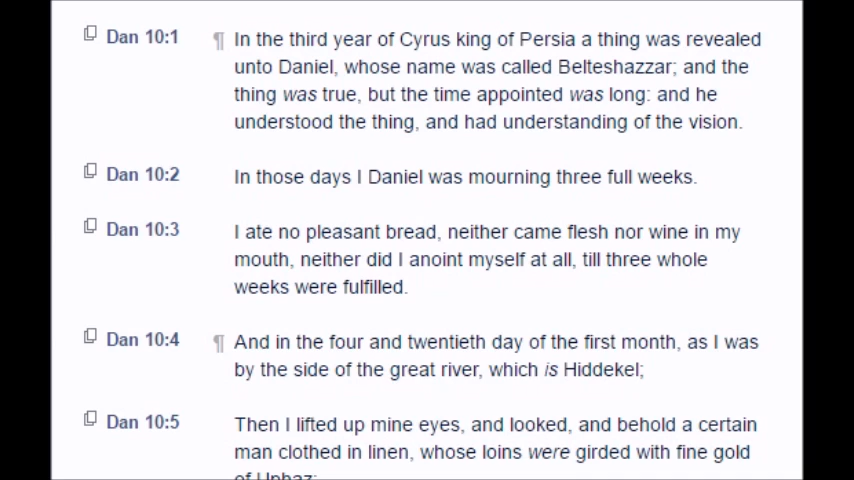 Dan 10:1 ¶ In the third year of Cyrus king of Persia a thing was revealed
unto Daniel, whose name was called Belteshazzar; and the
thing was true, but the time appointed was long: and he
understood the thing, and had understanding of the vision.
Dan 10:2 In those days I Daniel was mourning three full weeks.
Dan 10:3 I ate no pleasant bread, neither came flesh nor wine in my
mouth, neither did I anoint myself at all, till three whole
weeks were fulfilled.
Dan 10:4 ¶ And in the four and twentieth day of the first month, as I was
by the side of the great river, which is Hiddekel;
Dan 10:5 Then I lifted up mine eyes, and looked, and behold a certain
man clothed in linen, whose loins were girded with fine gold
of Uphaz: